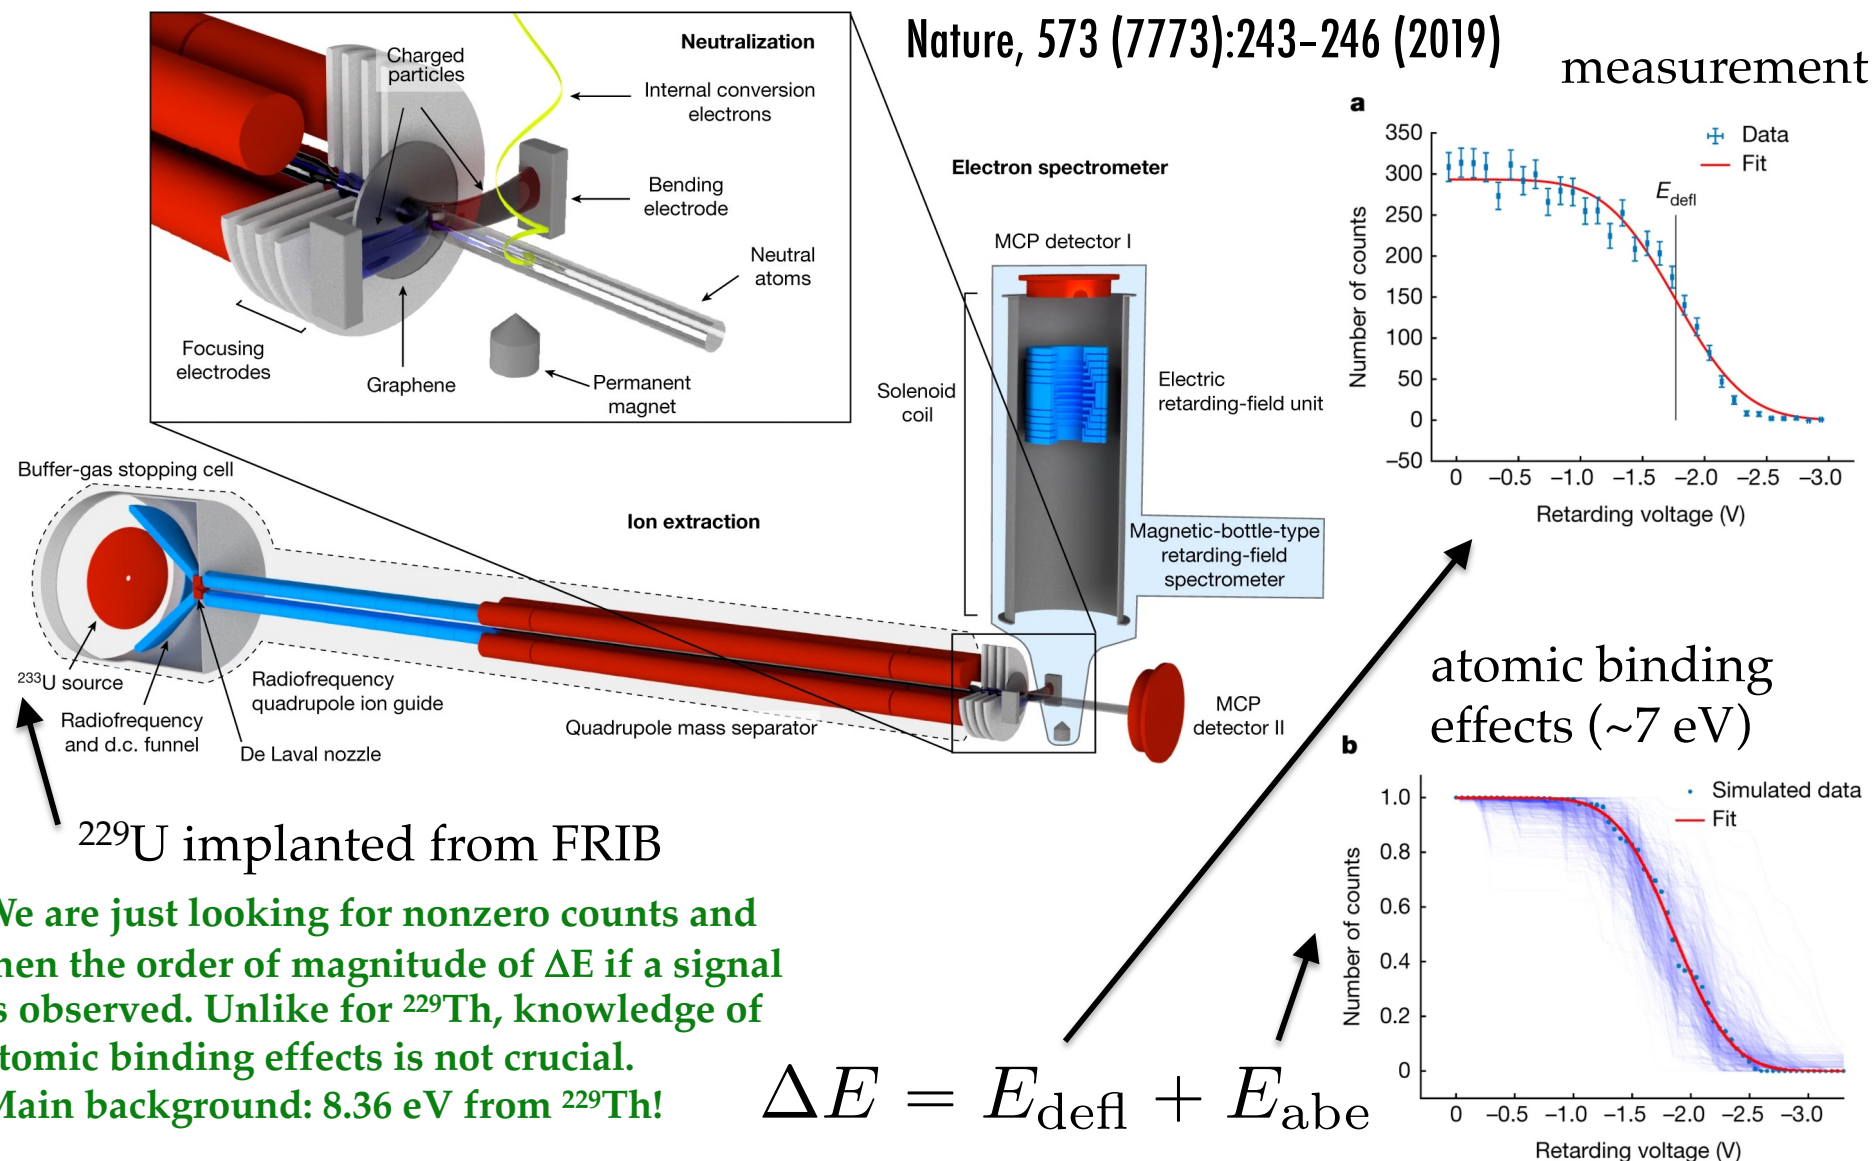 Nature, 573 (7773):243–246 (2019)
measurement
Neutralization
Charged
particles
Internal conversion
electrons
Bending
electrode
Neutral
atoms
Focusing
electrodes
Graphene
Permanent
magnet
Electron spectrometer
MCP detector I
Solenoid
coil
Electric
retarding-field unit
Magnetic-bottle-type
retarding-field
spectrometer
Buffer-gas stopping cell
Ion extraction
²³³U source
Radiofrequency
and d.c. funnel
De Laval nozzle
Radiofrequency
quadrupole ion guide
Quadrupole mass separator
MCP
detector II
a
Data
Fit
E_defl
Number of counts
350
300
250
200
150
100
50
0
–50
0 –0.5 –1.0 –1.5 –2.0 –2.5 –3.0
Retarding voltage (V)
atomic binding
effects (~7 eV)
b
Simulated data
Fit
Number of counts
1.0
0.8
0.6
0.4
0.2
0
0 –0.5 –1.0 –1.5 –2.0 –2.5 –3.0
Retarding voltage (V)
²²⁹U implanted from FRIB
We are just looking for nonzero counts and
hen the order of magnitude of ΔE if a signal
s observed. Unlike for ²²⁹Th, knowledge of
tomic binding effects is not crucial.
Main background: 8.36 eV from ²²⁹Th!
ΔE = E_defl + E_abe